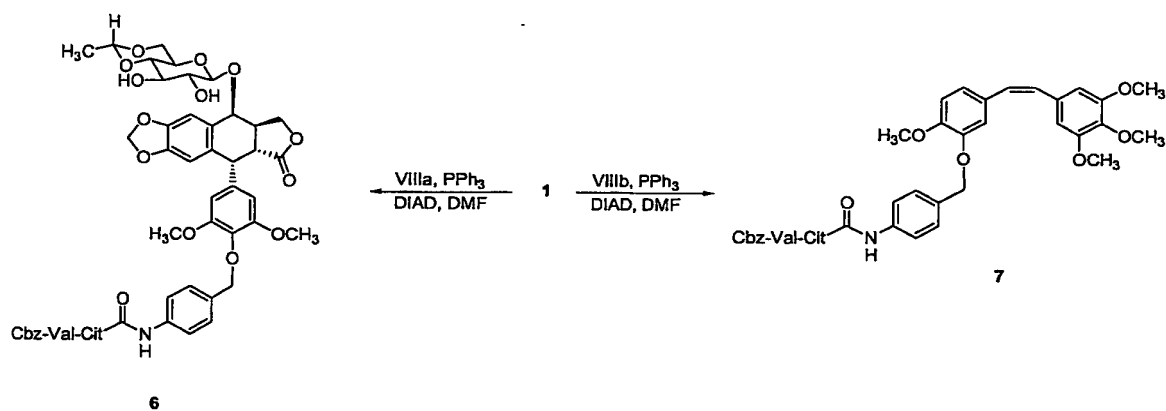 H
H₃C
O
O
O
HO
OH
O
O
O
O
O
O
H₃CO
OCH₃
O
O
Cbz-Val-Cit
N
H
6
VIIIa, PPh₃
DIAD, DMF
1
VIIIb, PPh₃
DIAD, DMF
H₃CO
O
OCH₃
OCH₃
OCH₃
O
Cbz-Val-Cit
N
H
7